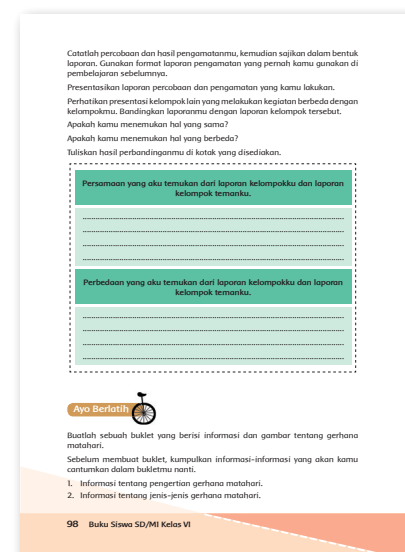 Catatlah percobaan dan hasil pengamatanmu, kemudian sajikan dalam bentuk
laporan. Gunakan format laporan pengamatan yang pernah kamu gunakan di
pembelajaran sebelumnya.
Presentasikan laporan percobaan dan pengamatan yang kamu lakukan.
Perhatikan presentasi kelompok lain yang melakukan kegiatan berbeda dengan
kelompokmu. Bandingkan laporanmu dengan laporan kelompok tersebut.
Apakah kamu menemukan hal yang sama?
Apakah kamu menemukan hal yang berbeda?
Tuliskan hasil perbandinganmu di kotak yang disediakan.
Persamaan yang aku temukan dari laporan kelompokku dan laporan
kelompok temanku.
Perbedaan yang aku temukan dari laporan kelompokku dan laporan
kelompok temanku.
Ayo Berlatih
Buatlah sebuah buklet yang berisi informasi dan gambar tentang gerhana
matahari.
Sebelum membuat buklet, kumpulkan informasi-informasi yang akan kamu
cantumkan dalam bukletmu nanti.
1. Informasi tentang pengertian gerhana matahari.
2. Informasi tentang jenis-jenis gerhana matahari.
98 Buku Siswa SD/MI Kelas VI